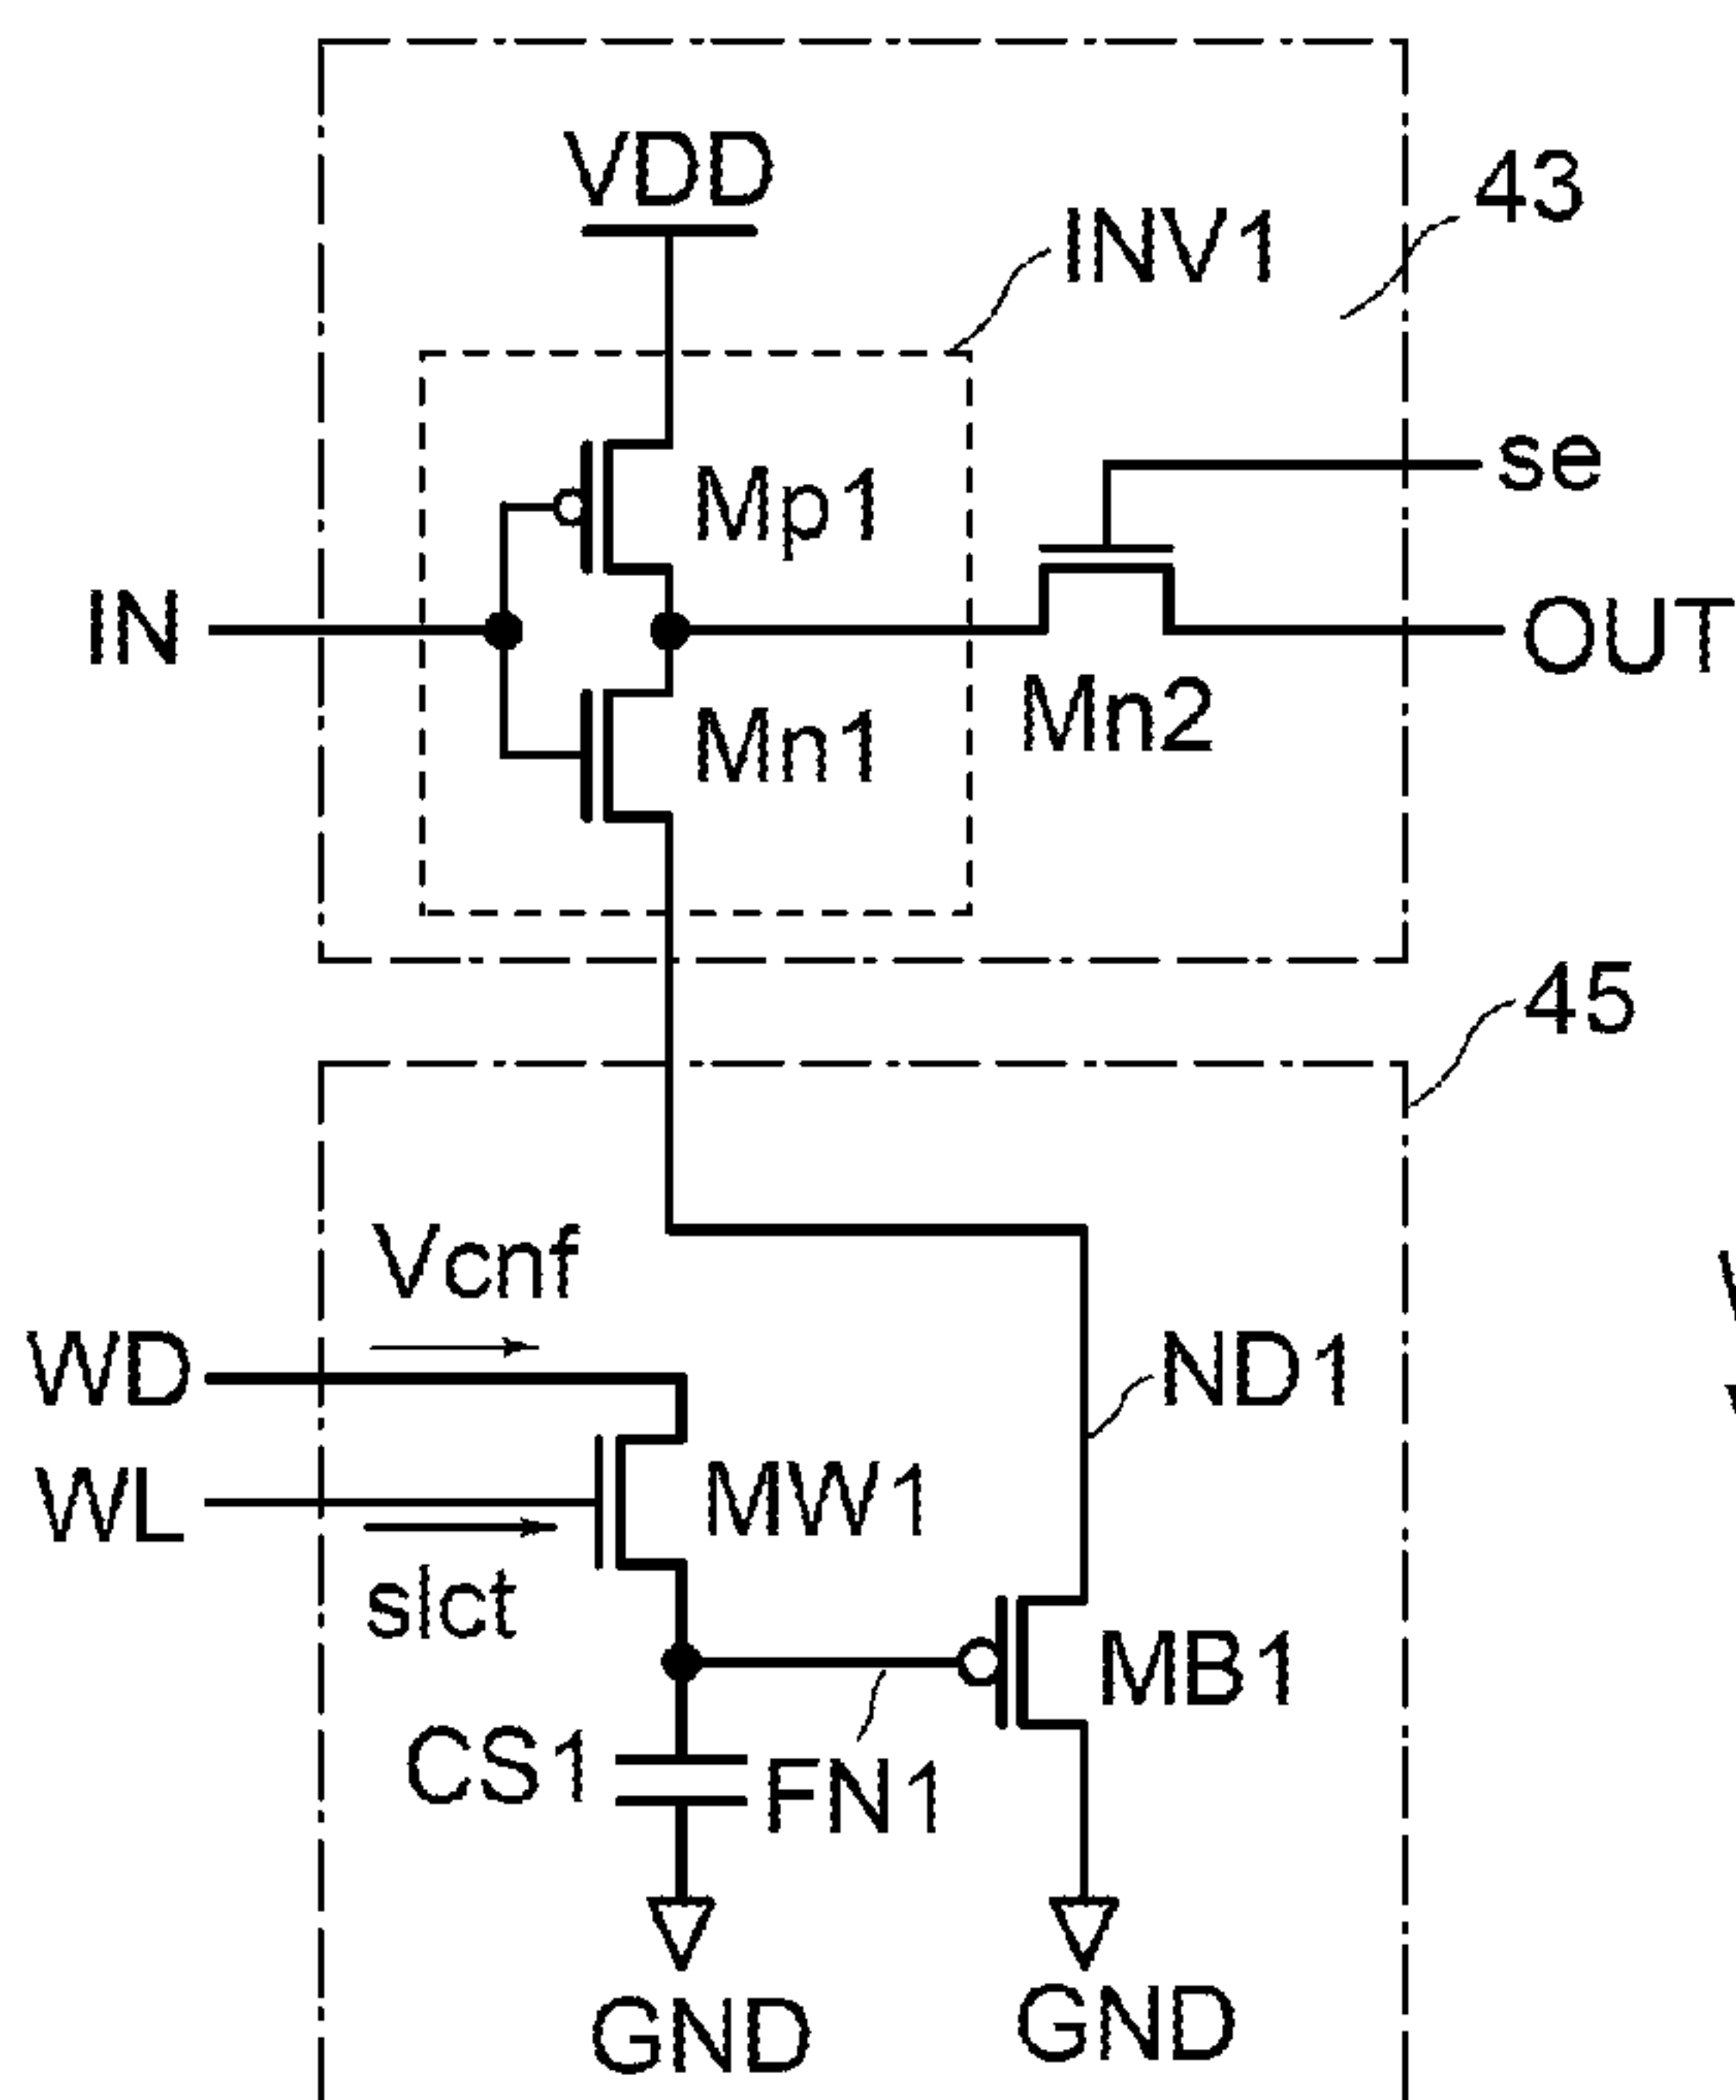 VDD
43
INV1
se
Mp1
IN
OUT
Mn2
Mn1
45
Vcnf
WD
ND1
WL
MW1
slct
MB1
CS1
FN1
GND
GND